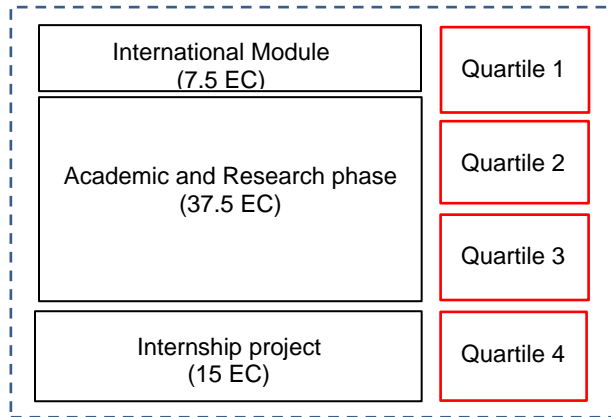 International Module
(7.5 EC)
Quartile 1
Academic and Research phase
(37.5 EC)
Quartile 2
Quartile 3
Internship project
(15 EC)
Quartile 4